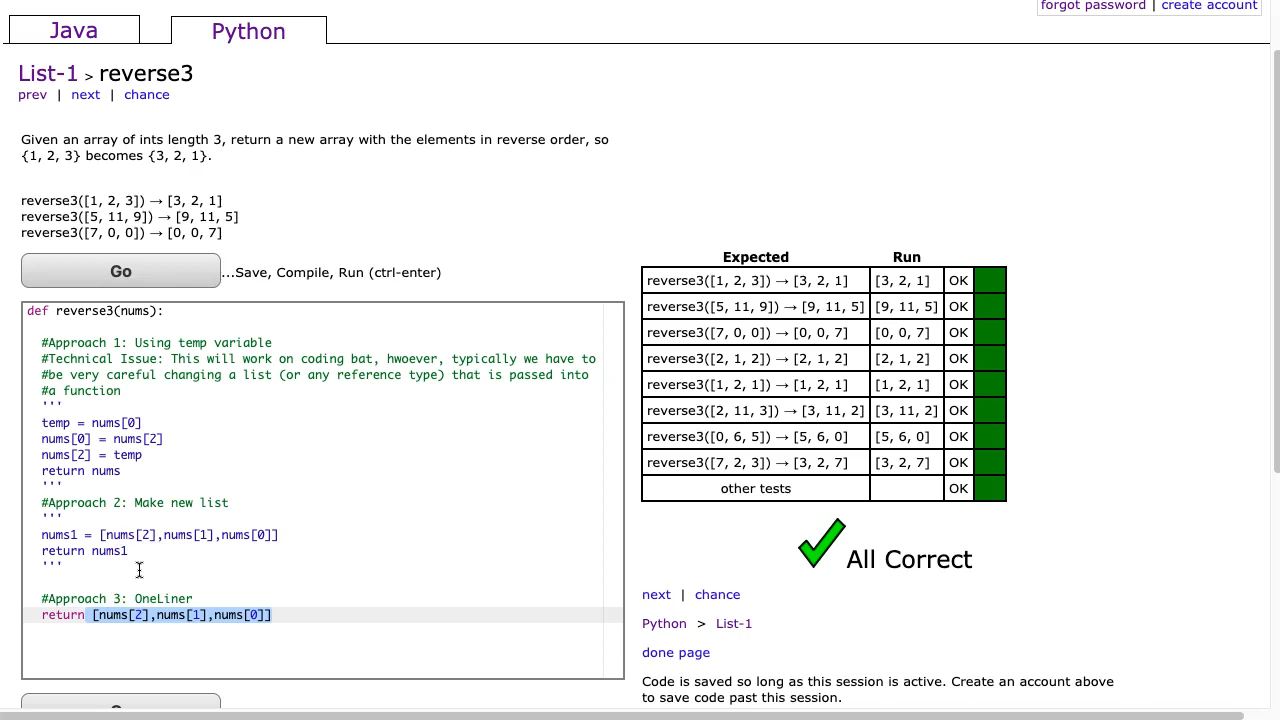 forgot password | create account
Java
Python
List-1 > reverse3
prev | next | chance
Given an array of ints length 3, return a new array with the elements in reverse order, so
{1, 2, 3} becomes {3, 2, 1}.
reverse3([1, 2, 3]) → [3, 2, 1]
reverse3([5, 11, 9]) → [9, 11, 5]
reverse3([7, 0, 0]) → [0, 0, 7]
Go ...Save, Compile, Run (ctrl-enter)
def reverse3(nums):
#Approach 1: Using temp variable
#Technical Issue: This will work on coding bat, hwoever, typically we have to
#be very careful changing a list (or any reference type) that is passed into
#a function
'''
temp = nums[0]
nums[0] = nums[2]
nums[2] = temp
return nums
'''
#Approach 2: Make new list
'''
nums1 = [nums[2],nums[1],nums[0]]
return nums1
'''
#Approach 3: OneLiner
return [nums[2],nums[1],nums[0]]
Expected Run
reverse3([1, 2, 3]) → [3, 2, 1] [3, 2, 1] OK
reverse3([5, 11, 9]) → [9, 11, 5] [9, 11, 5] OK
reverse3([7, 0, 0]) → [0, 0, 7] [0, 0, 7] OK
reverse3([2, 1, 2]) → [2, 1, 2] [2, 1, 2] OK
reverse3([1, 2, 1]) → [1, 2, 1] [1, 2, 1] OK
reverse3([2, 11, 3]) → [3, 11, 2] [3, 11, 2] OK
reverse3([0, 6, 5]) → [5, 6, 0] [5, 6, 0] OK
reverse3([7, 2, 3]) → [3, 2, 7] [3, 2, 7] OK
other tests OK
All Correct
next | chance
Python > List-1
done page
Code is saved so long as this session is active. Create an account above
to save code past this session.